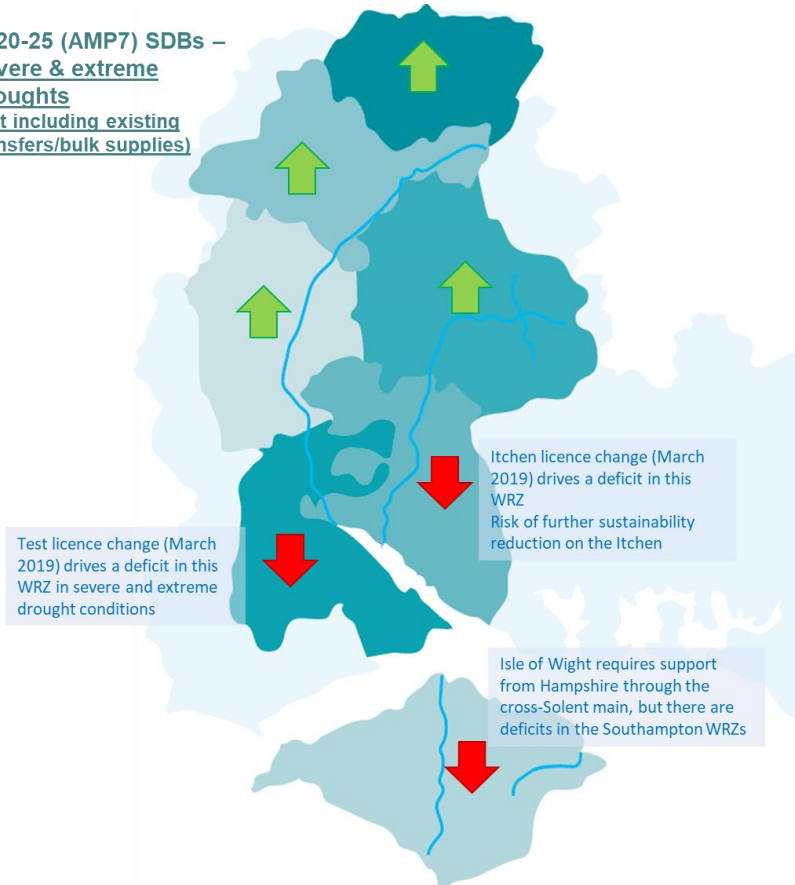 20-25 (AMP7) SDBs –
vere & extreme
oughts
t including existing
nsfers/bulk supplies)
Itchen licence change (March
2019) drives a deficit in this
WRZ
Risk of further sustainability
reduction on the Itchen
Test licence change (March
2019) drives a deficit in this
WRZ in severe and extreme
drought conditions
Isle of Wight requires support
from Hampshire through the
cross-Solent main, but there are
deficits in the Southampton WRZs